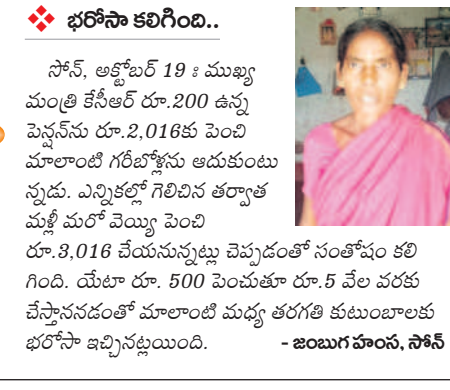 భరోసా కలిగింది..
సోన్, అక్టోబర్ 19 : ముఖ్య
మంత్రి కేసీఆర్ రూ.200 ఉన్న
పెన్షన్‌ను రూ.2,016కు పెంచి
మాలాంటి గరీబోళ్లను ఆదుకుంటు
న్నడు. ఎన్నికల్లో గెలిచిన తర్వాత
మళ్లీ మరో వెయ్యి పెంచి
రూ.3,016 చేయనున్నట్లు చెప్పడంతో సంతోషం కలి
గింది. యేటా రూ. 500 పెంచుతూ రూ.5 వేల వరకు
చేస్తాననడంతో మాలాంటి మధ్య తరగతి కుటుంబాలకు
భరోసా ఇచ్చినట్లయింది. - జంబుగ హంస, సోన్